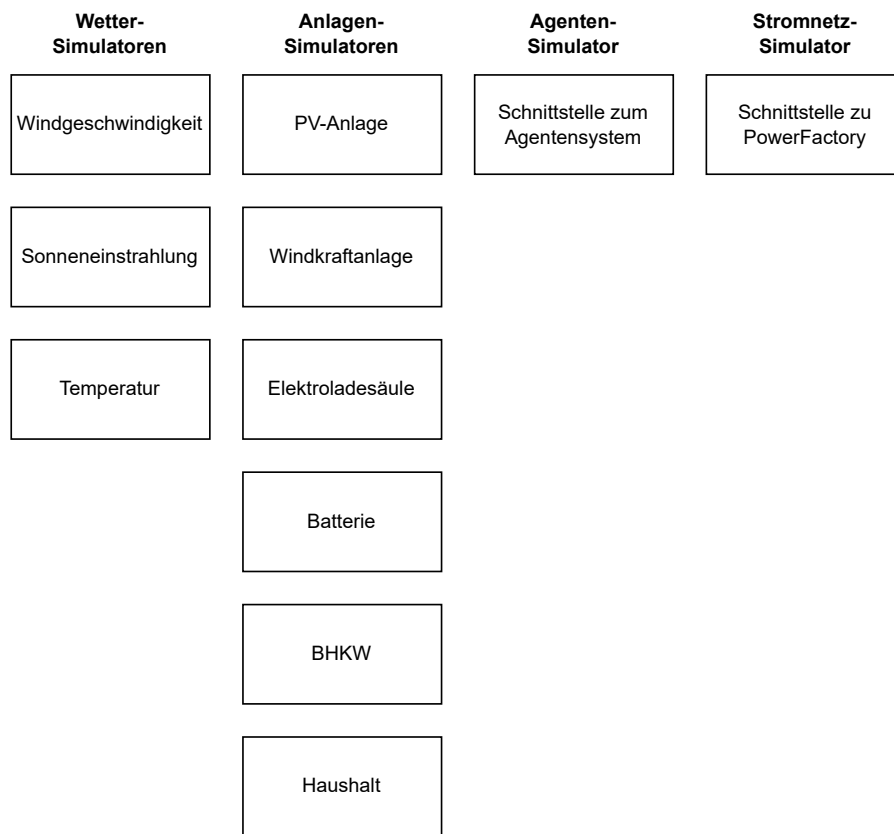 Wetter-
Simulatoren
Anlagen-
Simulatoren
Agenten-
Simulator
Stromnetz-
Simulator
Windgeschwindigkeit
PV-Anlage
Schnittstelle zum
Agentensystem
Schnittstelle zu
PowerFactory
Sonneneinstrahlung
Windkraftanlage
Temperatur
Elektroladesäule
Batterie
BHKW
Haushalt